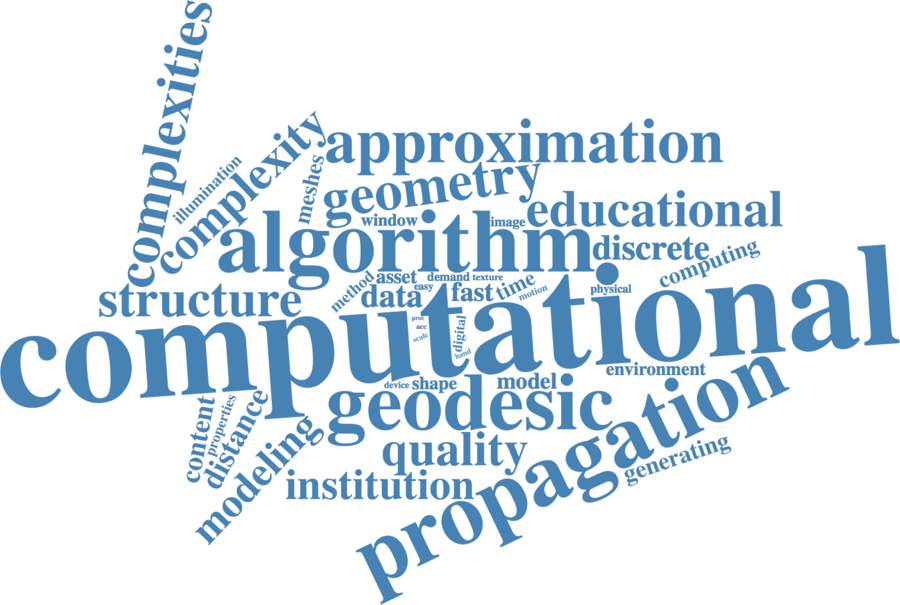 complexities
complexity
illumination
meshes
approximation
geometry
educational
window
image
algorithm
discrete
computing
structure
method
asset
demand
texture
easy
data
fast
time
motion
physical
computational
proc
acc
scale
digital
hand
environment
device
shape
model
geodesic
content
properties
distance
modeling
quality
institution
propagation
generating